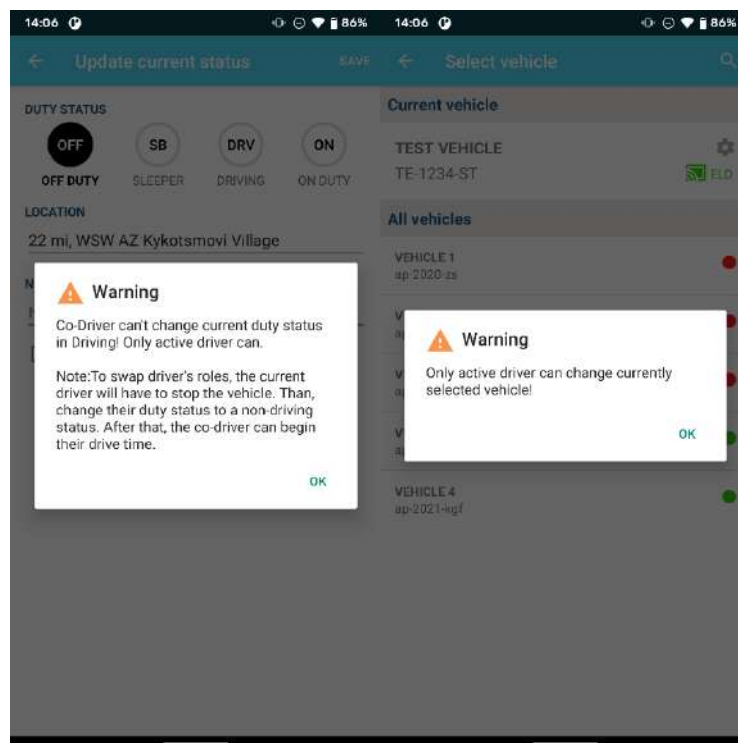 14:06 86%
Update current status SAVE
DUTY STATUS
OFF SB DRV ON
OFF DUTY SLEEPER DRIVING ON DUTY
LOCATION
22 mi, WSW AZ Kykotsmovi Village
N
Warning
Co-Driver can't change current duty status
in Driving! Only active driver can.
Note:To swap driver's roles, the current
driver will have to stop the vehicle. Than,
change their duty status to a non-driving
status. After that, the co-driver can begin
their drive time.
OK
14:06 86%
Select vehicle
Current vehicle
TEST VEHICLE
TE-1234-ST ELD
All vehicles
VEHICLE 1
ap-2020-zs
V
V
V
Warning
Only active driver can change currently
selected vehicle!
OK
VEHICLE 4
ap-2021-kgf